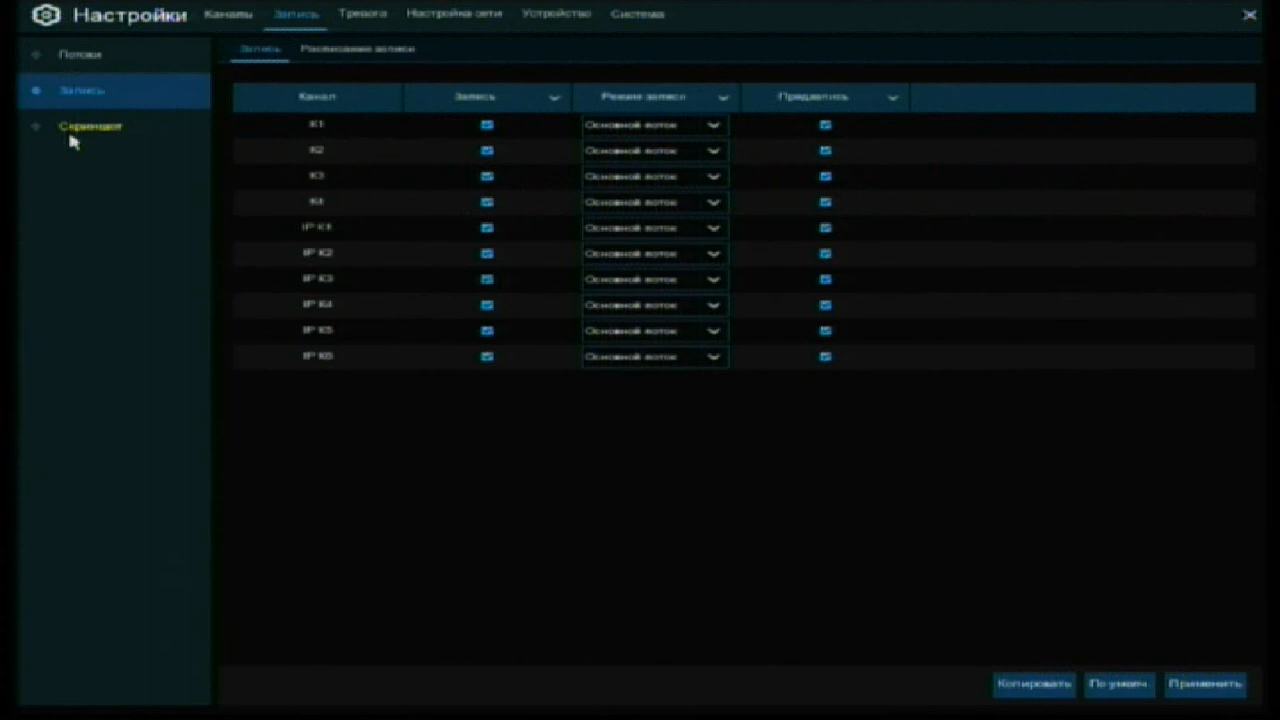 Настройки Каналы Запись Тревога Настройка сети Устройство Система
Потоки
Запись
Скриншот
Запись Расписание записи
Канал Запись Режим записи Предзапись
К1 Основной поток
К2 Основной поток
К3 Основной поток
К4 Основной поток
IP К1 Основной поток
IP К2 Основной поток
IP К3 Основной поток
IP К4 Основной поток
IP К5 Основной поток
IP К6 Основной поток
Копировать По умолч. Применить